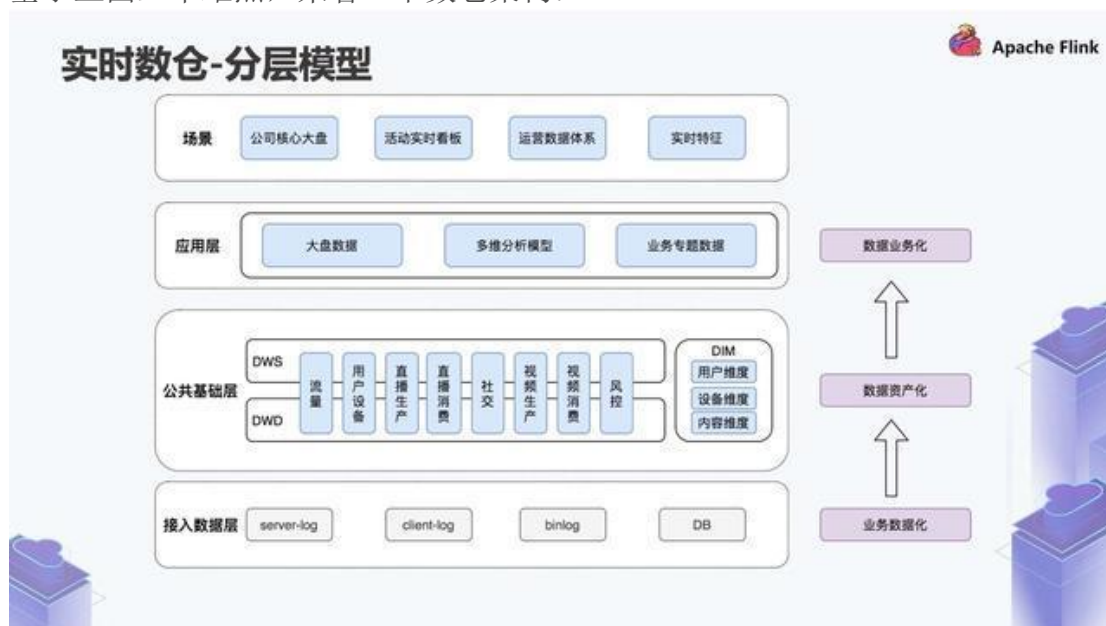 Apache Flink
实时数仓-分层模型
场景
公司核心大盘
活动实时看板
运营数据体系
实时特征
应用层
大盘数据
多维分析模型
业务专题数据
数据业务化
公共基础层
DWS
DWD
流量
用户设备
直播生产
直播消费
社交
视频生产
视频消费
风控
DIM
用户维度
设备维度
内容维度
数据资产化
接入数据层
server-log
client-log
binlog
DB
业务数据化